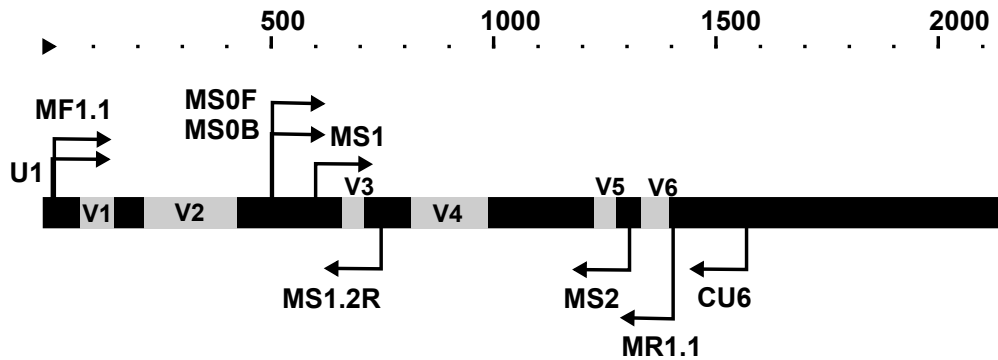 500 1000 1500 2000
MF1.1
MS0F
MS0B
MS1
U1
V3
V5
V6
V1
V2
V4
MS1.2R
MS2
CU6
MR1.1